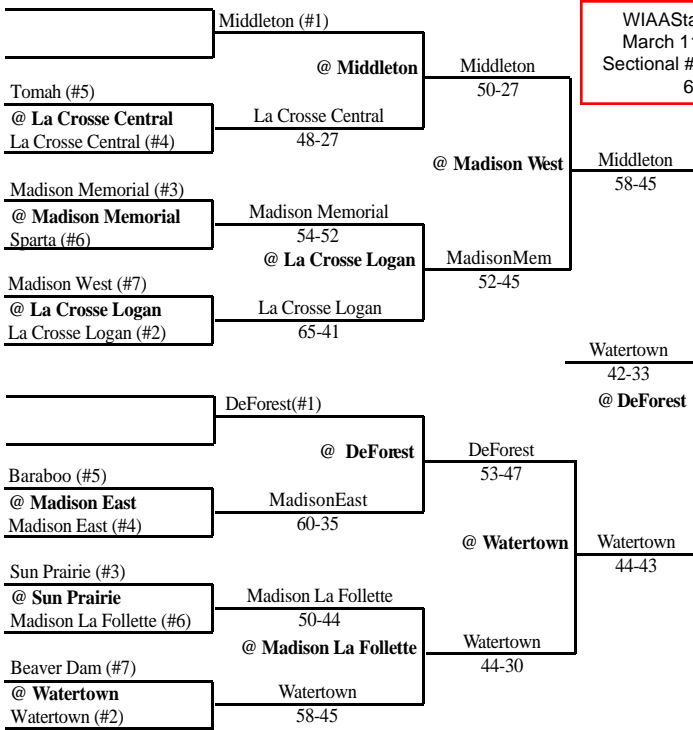 Middleton (#1)
WIAASta
March 11
Sectional #
6
@ Middleton
Middleton
50-27
Tomah (#5)
@ La Crosse Central
La Crosse Central (#4)
La Crosse Central
48-27
@ Madison West
Middleton
58-45
Madison Memorial (#3)
@ Madison Memorial
Sparta (#6)
Madison Memorial
54-52
@ La Crosse Logan
MadisonMem
52-45
Madison West (#7)
@ La Crosse Logan
La Crosse Logan (#2)
La Crosse Logan
65-41
Watertown
42-33
@ DeForest
DeForest(#1)
@ DeForest
DeForest
53-47
Baraboo (#5)
@ Madison East
Madison East (#4)
MadisonEast
60-35
@ Watertown
Watertown
44-43
Sun Prairie (#3)
@ Sun Prairie
Madison La Follette (#6)
Madison La Follette
50-44
@ Madison La Follette
Watertown
44-30
Beaver Dam (#7)
@ Watertown
Watertown (#2)
Watertown
58-45